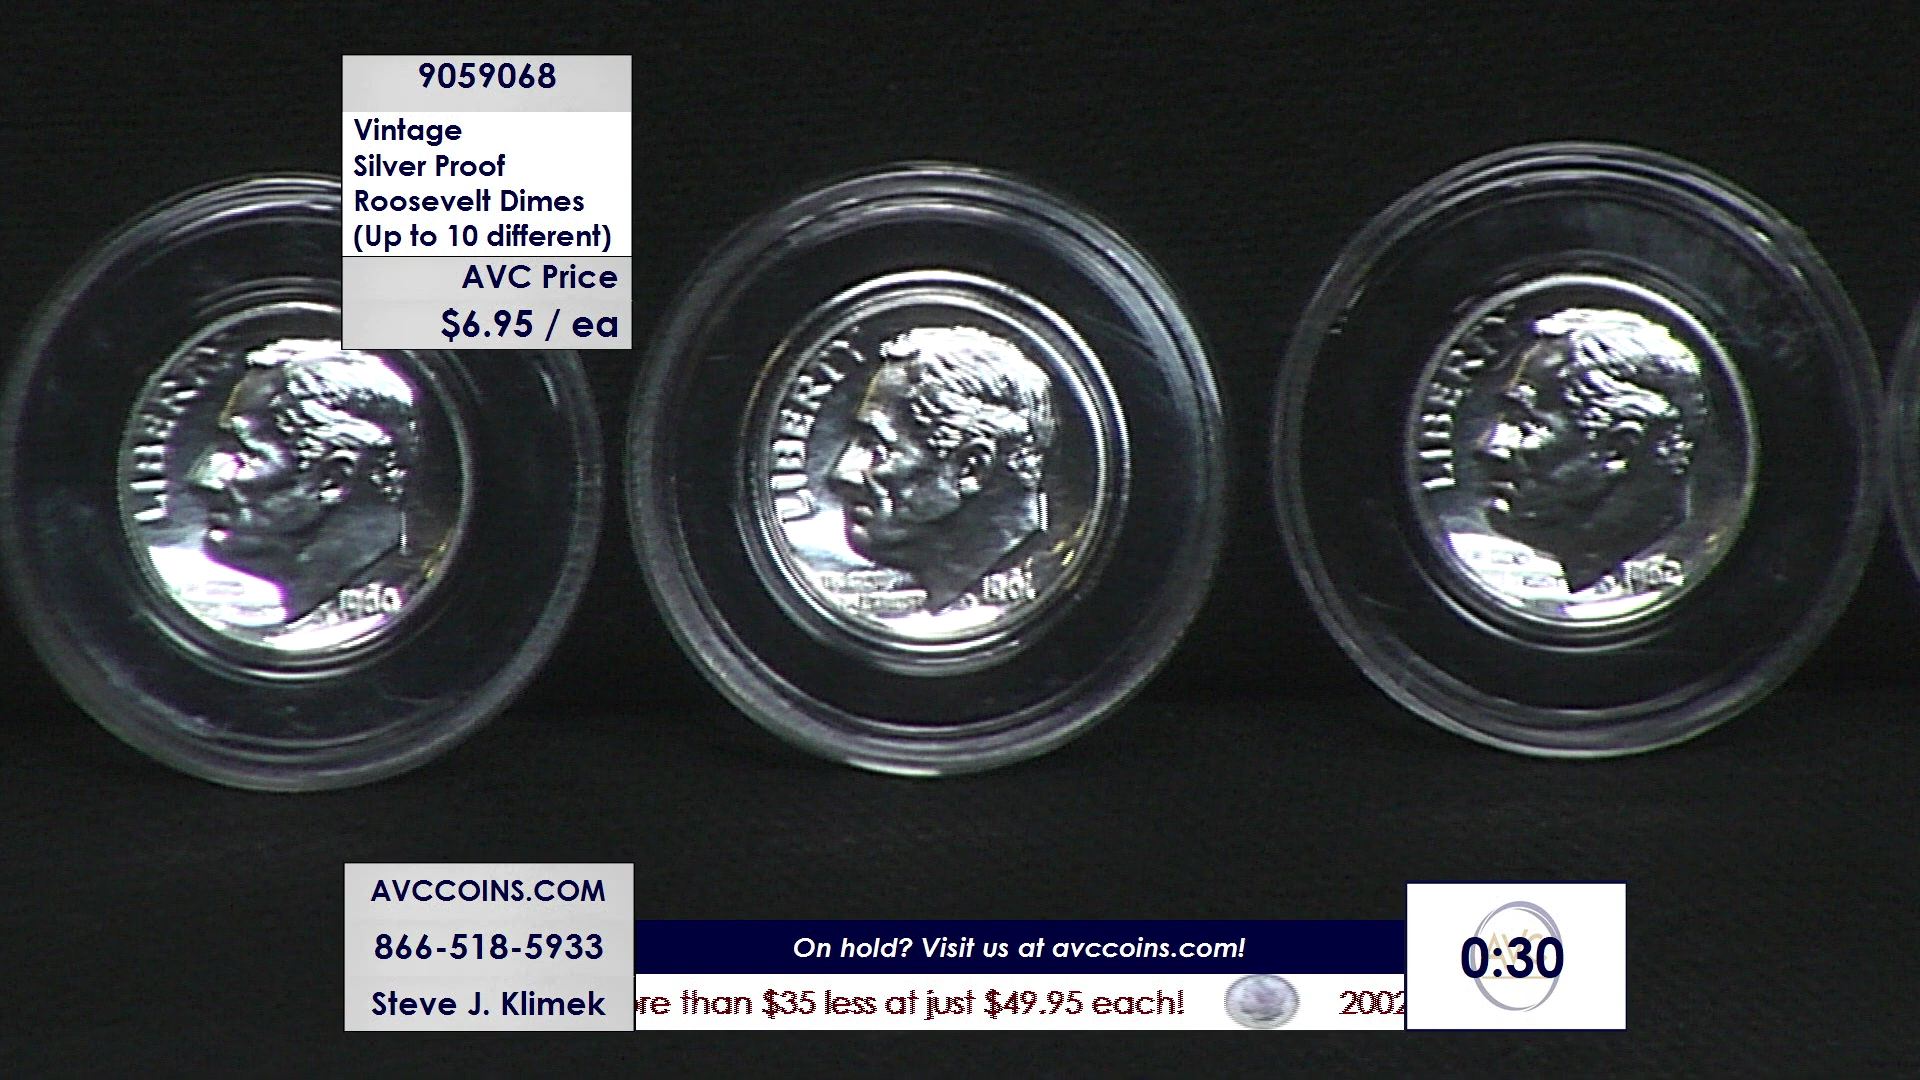 9059068
Vintage
Silver Proof
Roosevelt Dimes
(Up to 10 different)
AVC Price
$6.95 / ea
LIBERTY
1960
LIBERTY
LIBERTY
1962
AVCCOINS.COM
866-518-5933
Steve J. Klimek
On hold? Visit us at avccoins.com!
re than $35 less at just $49.95 each!
2002
0:30